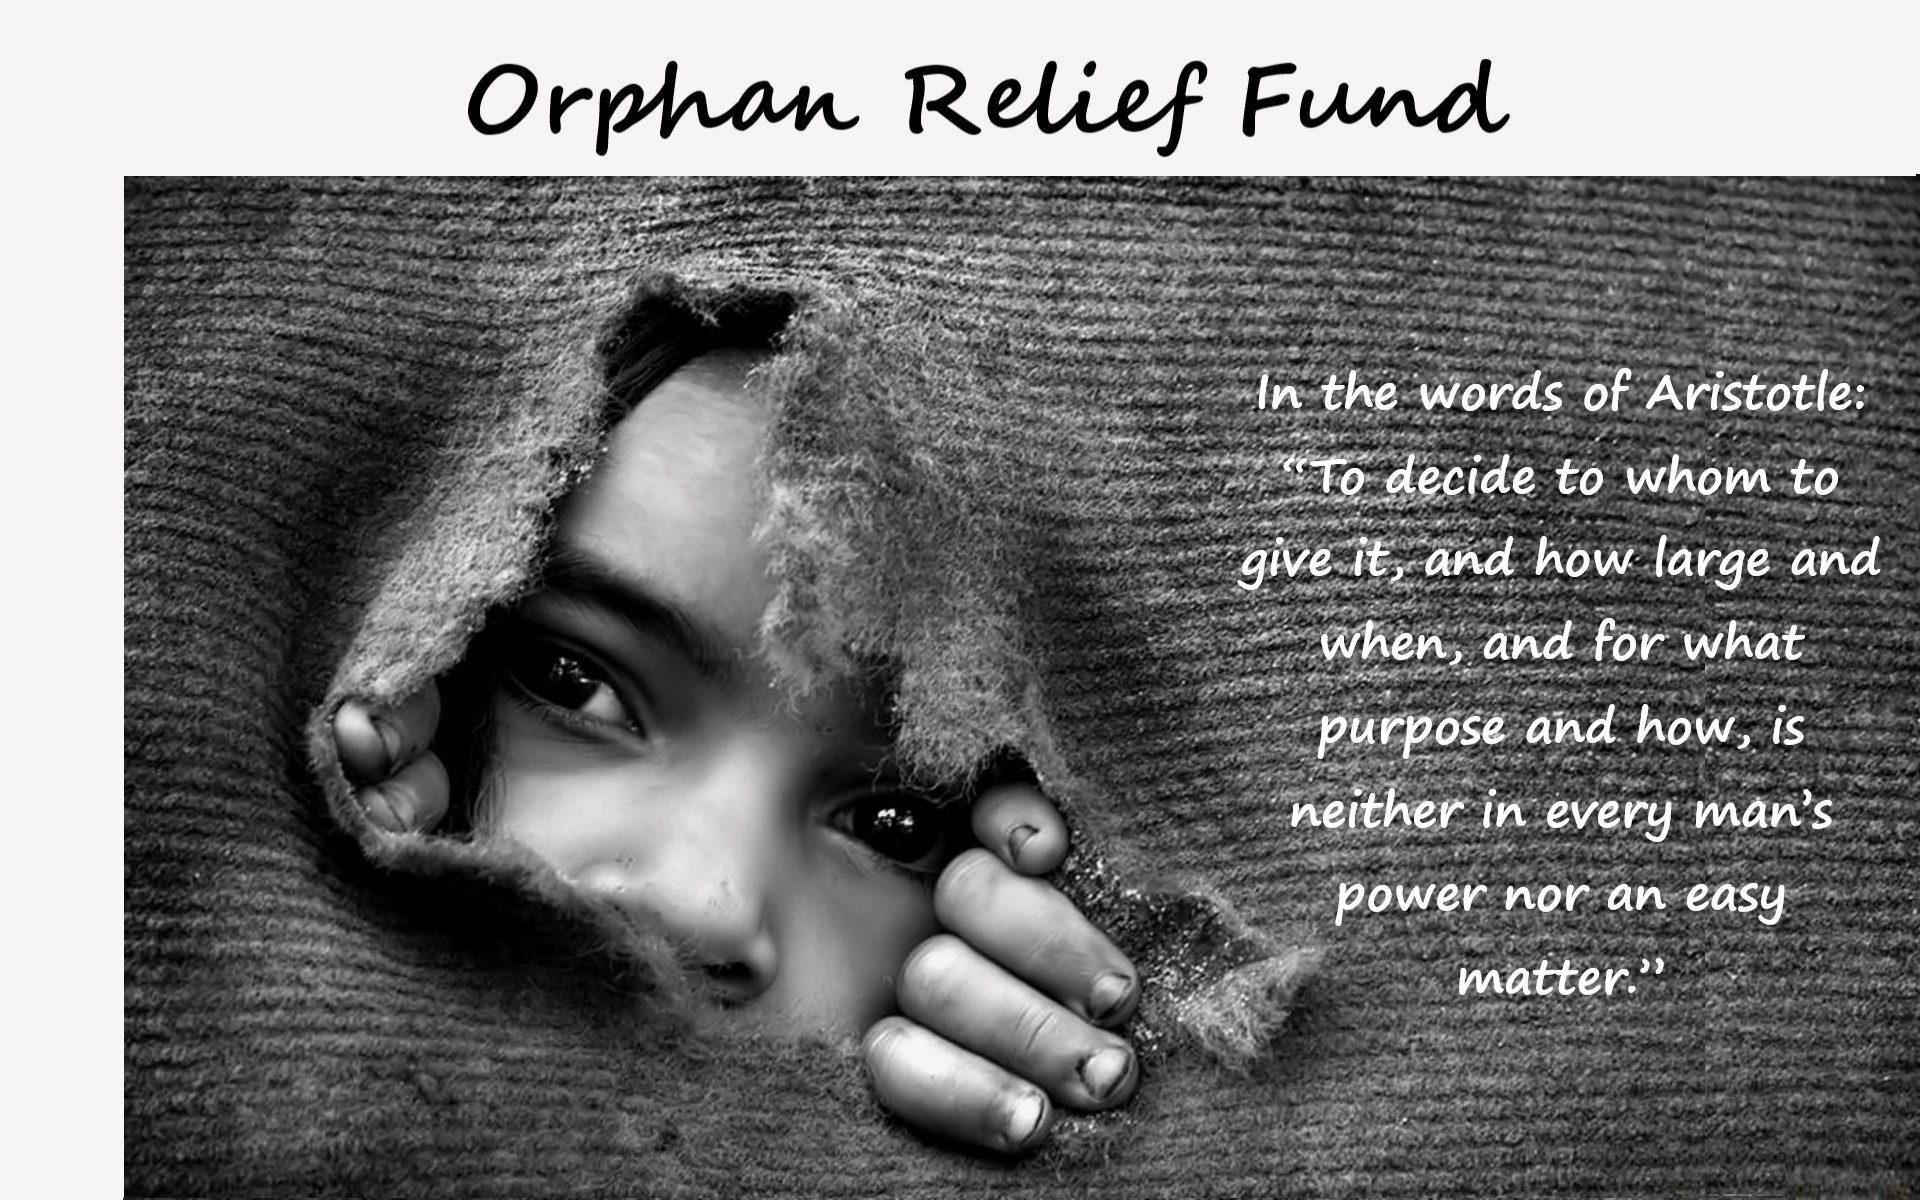 Orphan Relief Fund
In the words of Aristotle:
“To decide to whom to
give it, and how large and
when, and for what
purpose and how, is
neither in every man’s
power nor an easy
matter.”